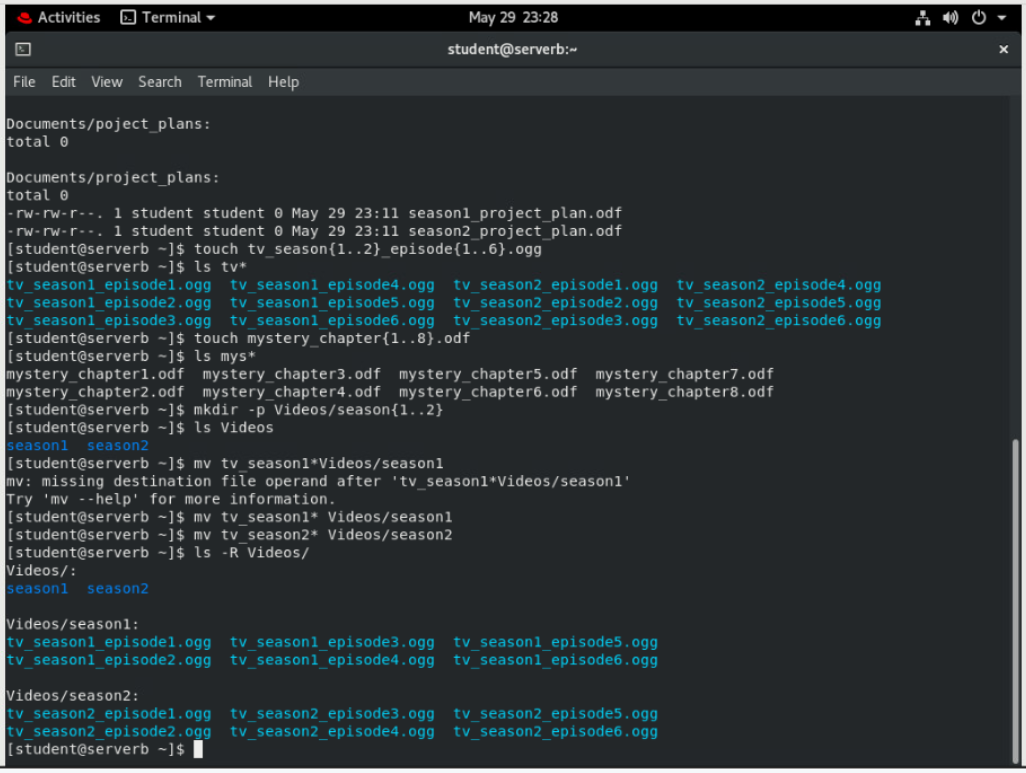 Activities Terminal May 29 23:28
student@serverb:~ ×
File Edit View Search Terminal Help
Documents/poject_plans:
total 0
Documents/project_plans:
total 0
-rw-rw-r--. 1 student student 0 May 29 23:11 season1_project_plan.odf
-rw-rw-r--. 1 student student 0 May 29 23:11 season2_project_plan.odf
[student@serverb ~]$ touch tv_season{1..2}_episode{1..6}.ogg
[student@serverb ~]$ ls tv*
tv_season1_episode1.ogg  tv_season1_episode4.ogg  tv_season2_episode1.ogg  tv_season2_episode4.ogg
tv_season1_episode2.ogg  tv_season1_episode5.ogg  tv_season2_episode2.ogg  tv_season2_episode5.ogg
tv_season1_episode3.ogg  tv_season1_episode6.ogg  tv_season2_episode3.ogg  tv_season2_episode6.ogg
[student@serverb ~]$ touch mystery_chapter{1..8}.odf
[student@serverb ~]$ ls mys*
mystery_chapter1.odf  mystery_chapter3.odf  mystery_chapter5.odf  mystery_chapter7.odf
mystery_chapter2.odf  mystery_chapter4.odf  mystery_chapter6.odf  mystery_chapter8.odf
[student@serverb ~]$ mkdir -p Videos/season{1..2}
[student@serverb ~]$ ls Videos
season1  season2
[student@serverb ~]$ mv tv_season1*Videos/season1
mv: missing destination file operand after 'tv_season1*Videos/season1'
Try 'mv --help' for more information.
[student@serverb ~]$ mv tv_season1* Videos/season1
[student@serverb ~]$ mv tv_season2* Videos/season2
[student@serverb ~]$ ls -R Videos/
Videos/:
season1  season2
Videos/season1:
tv_season1_episode1.ogg  tv_season1_episode3.ogg  tv_season1_episode5.ogg
tv_season1_episode2.ogg  tv_season1_episode4.ogg  tv_season1_episode6.ogg
Videos/season2:
tv_season2_episode1.ogg  tv_season2_episode3.ogg  tv_season2_episode5.ogg
tv_season2_episode2.ogg  tv_season2_episode4.ogg  tv_season2_episode6.ogg
[student@serverb ~]$